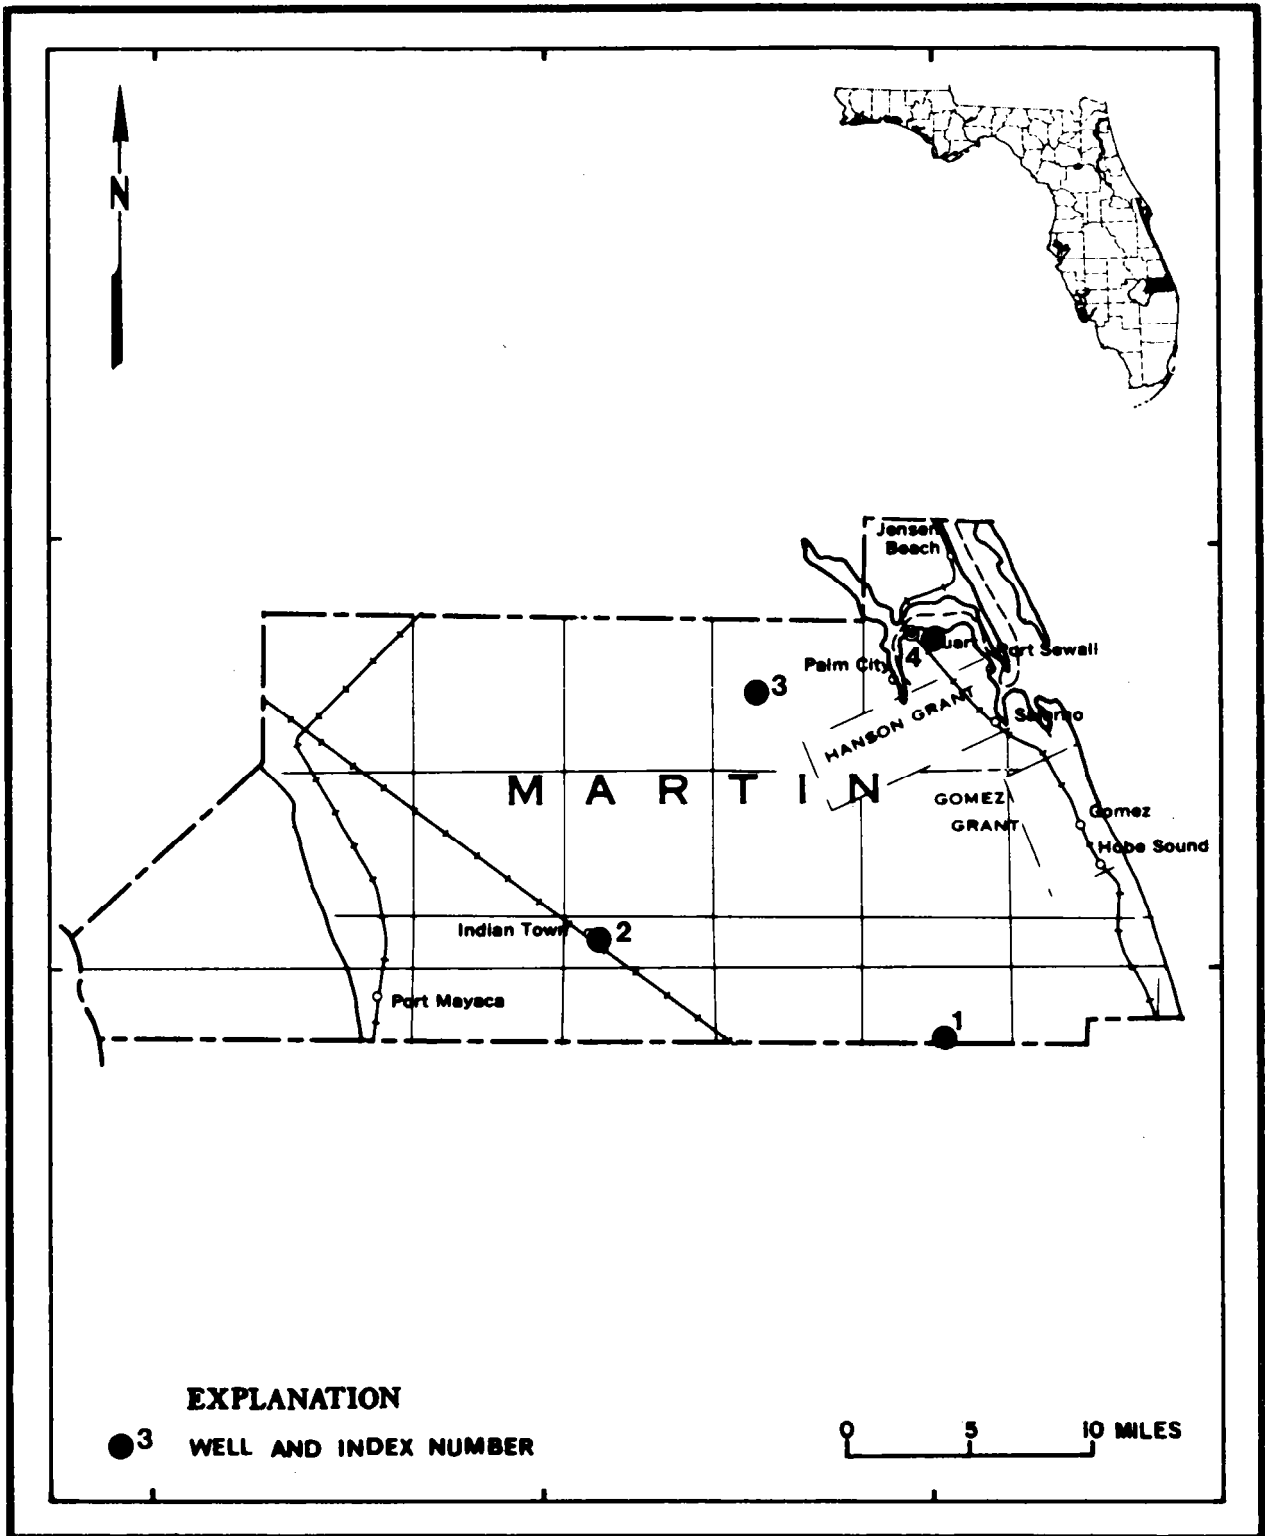 N
Jensen
Beach
4
Port Sewall
Palm City
3
HANSON GRANT
Salerno
MARTIN
GOMEZ
GRANT
Gomez
Hobe Sound
Indian Town
2
Port Mayaca
1
EXPLANATION
3 WELL AND INDEX NUMBER
0 5 10 MILES